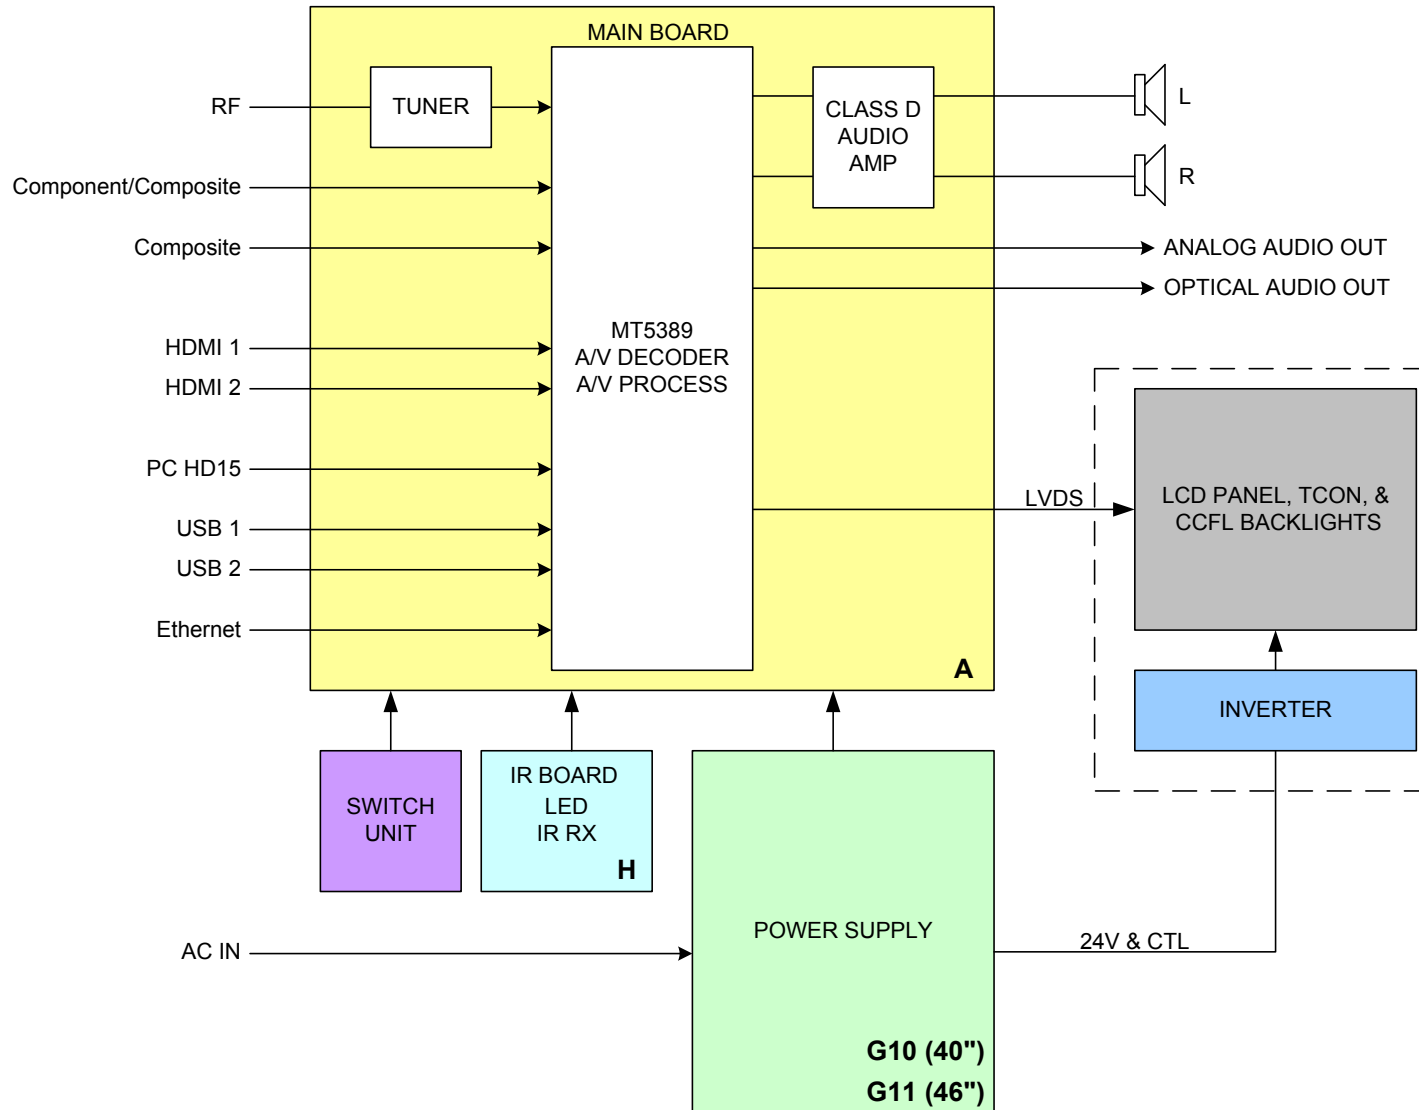 MAIN BOARD
RF
TUNER
CLASS D
AUDIO
AMP
L
R
Component/Composite
Composite
ANALOG AUDIO OUT
OPTICAL AUDIO OUT
MT5389
A/V DECODER
A/V PROCESS
HDMI 1
HDMI 2
PC HD15
USB 1
USB 2
Ethernet
LVDS
LCD PANEL, TCON, &
CCFL BACKLIGHTS
A
INVERTER
SWITCH
UNIT
IR BOARD
LED
IR RX
H
POWER SUPPLY
AC IN
24V & CTL
G10 (40")
G11 (46")